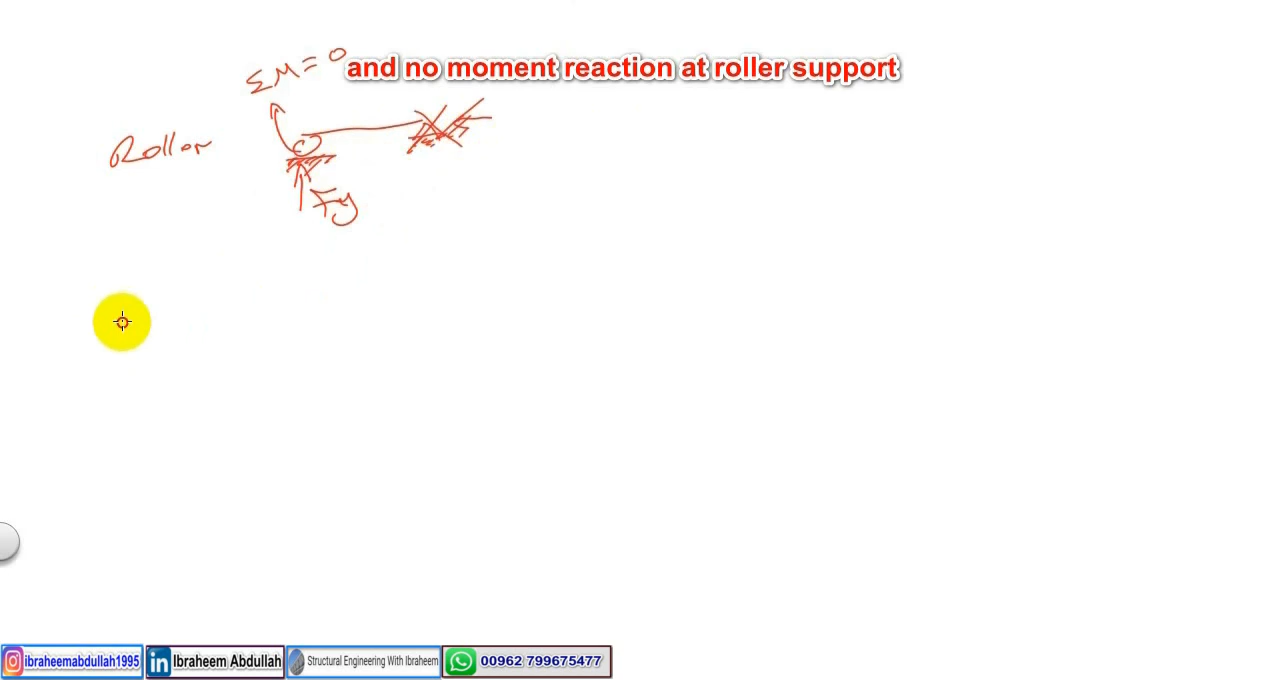 ΣM = 0
and no moment reaction at roller support
Roller
Fy
ibraheemabdullah1995
in
Ibraheem Abdullah
Structural Engineering With Ibraheem
00962 799675477